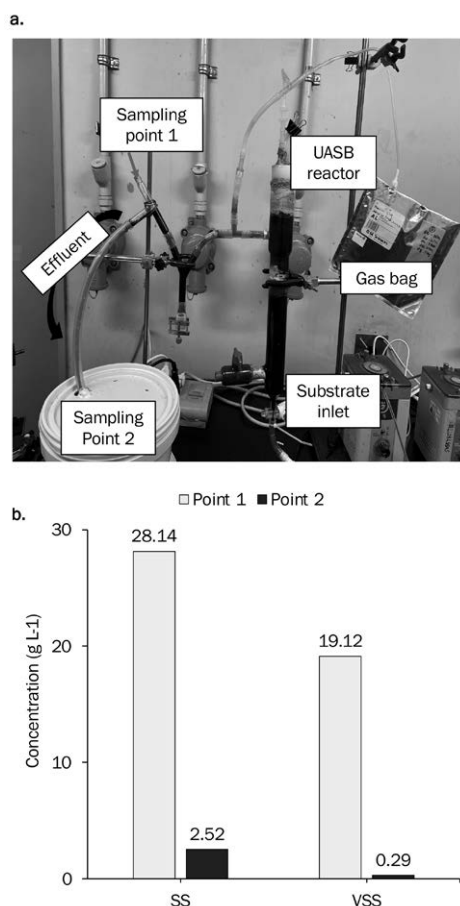 a.
Sampling
point 1
UASB
reactor
Effluent
Gas bag
Substrate
inlet
Sampling
Point 2
b.
Point 1 Point 2
30
28.14
19.12
20
Concentration (g L-1)
10
2.52
0.29
0
SS VSS